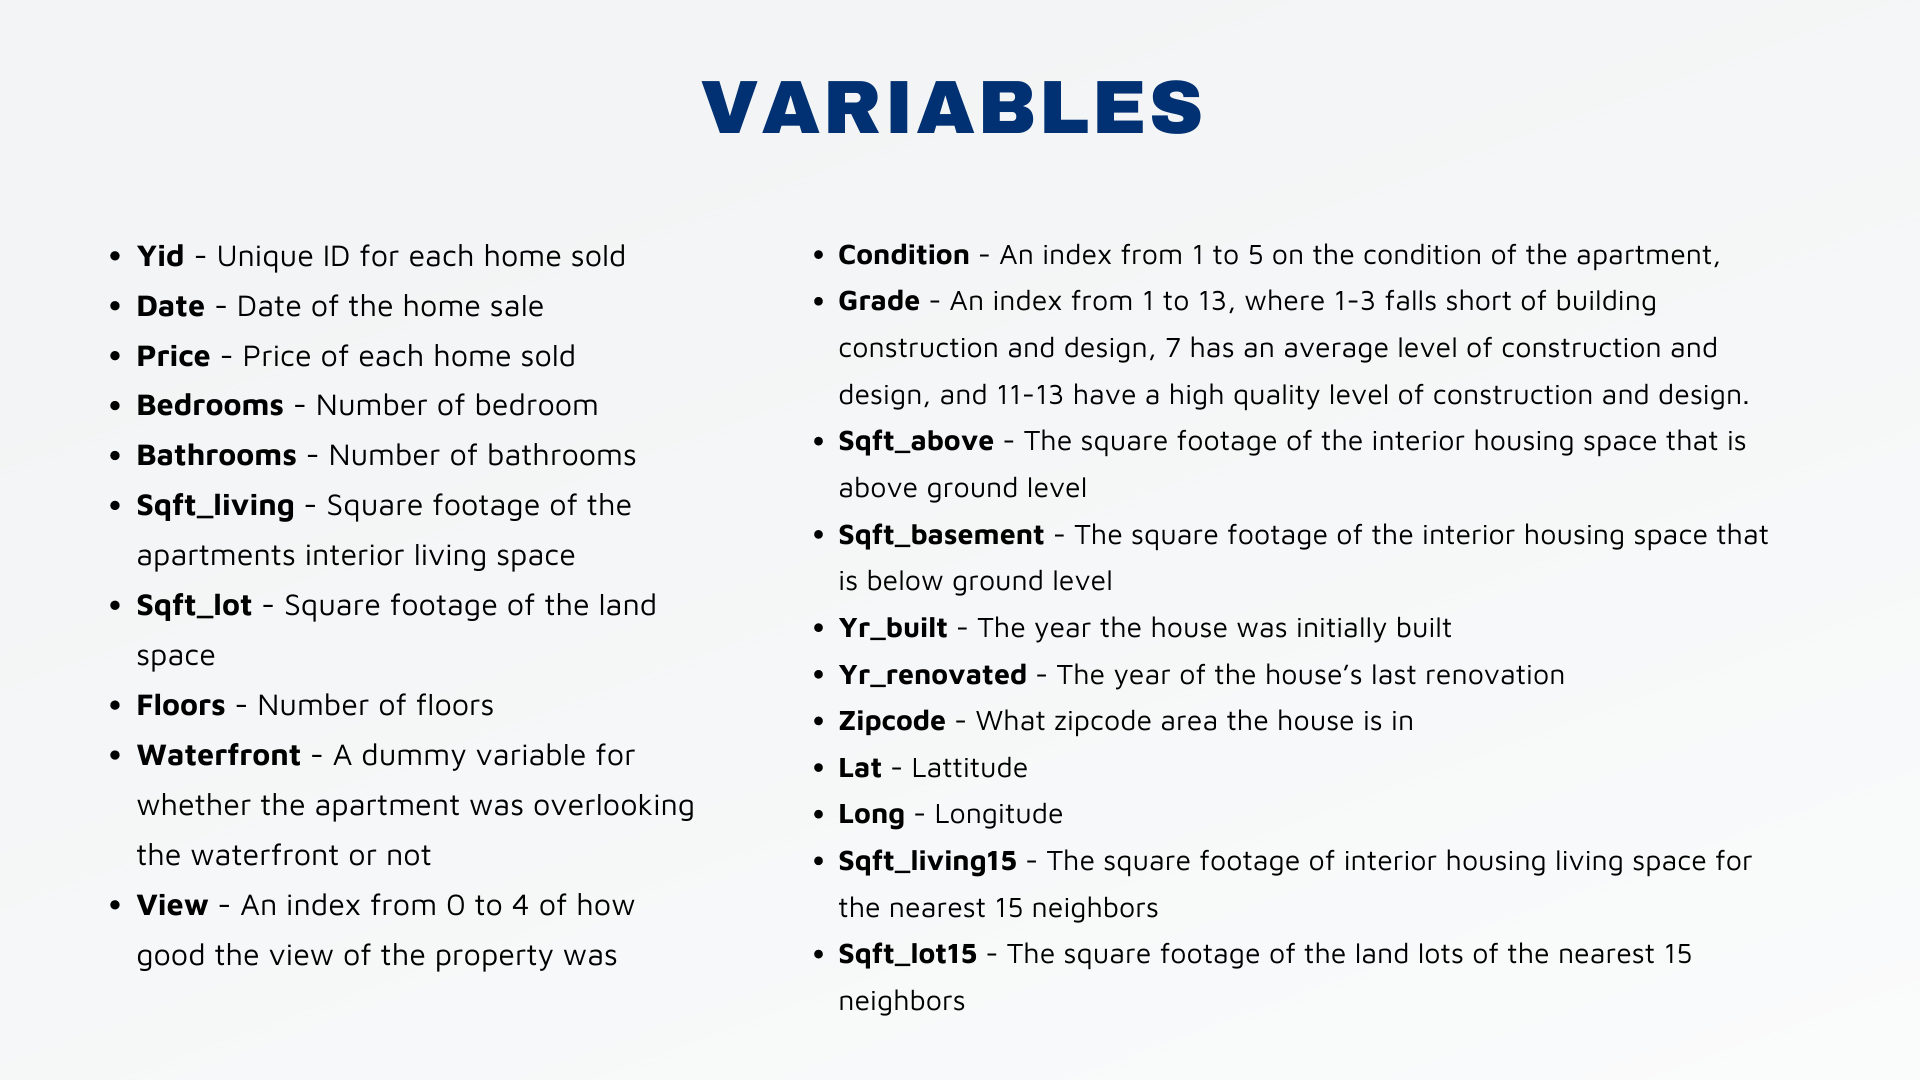 VARIABLES
• Yid - Unique ID for each home sold
• Date - Date of the home sale
• Price - Price of each home sold
• Bedrooms - Number of bedroom
• Bathrooms - Number of bathrooms
• Sqft_living - Square footage of the
apartments interior living space
• Sqft_lot - Square footage of the land
space
• Floors - Number of floors
• Waterfront - A dummy variable for
whether the apartment was overlooking
the waterfront or not
• View - An index from 0 to 4 of how
good the view of the property was
• Condition - An index from 1 to 5 on the condition of the apartment,
• Grade - An index from 1 to 13, where 1-3 falls short of building
construction and design, 7 has an average level of construction and
design, and 11-13 have a high quality level of construction and design.
• Sqft_above - The square footage of the interior housing space that is
above ground level
• Sqft_basement - The square footage of the interior housing space that
is below ground level
• Yr_built - The year the house was initially built
• Yr_renovated - The year of the house’s last renovation
• Zipcode - What zipcode area the house is in
• Lat - Lattitude
• Long - Longitude
• Sqft_living15 - The square footage of interior housing living space for
the nearest 15 neighbors
• Sqft_lot15 - The square footage of the land lots of the nearest 15
neighbors